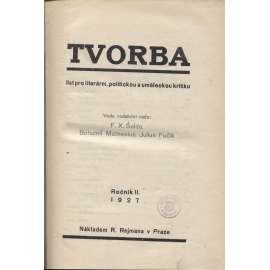 TVORBA
list pro literární, politickou a uměleckou kritiku
Vede redakční rada:
F. X. Šalda
Bohumil Mathesius, Julius Fučík
Ročník II.
1927
Nákladem R. Rejmana v Praze